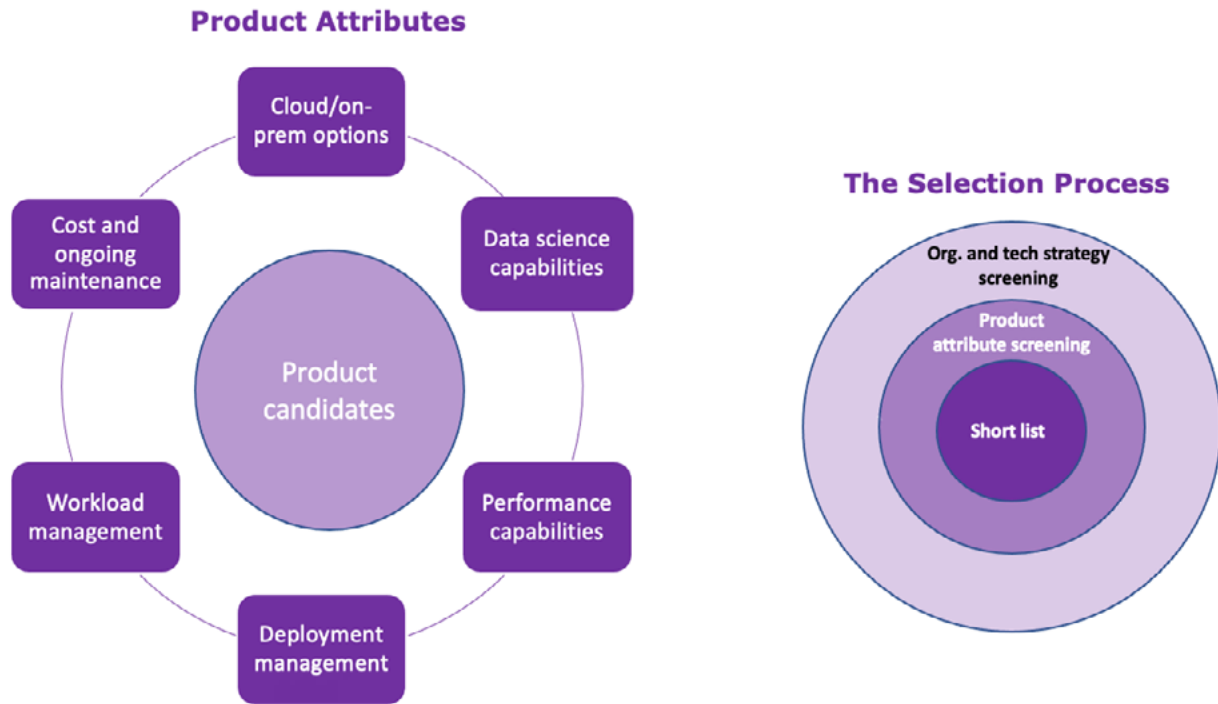 Product Attributes
Cloud/on-
prem options
Cost and
ongoing
maintenance
Data science
capabilities
Product
candidates
Workload
management
Performance
capabilities
Deployment
management
The Selection Process
Org. and tech strategy
screening
Product
attribute screening
Short list